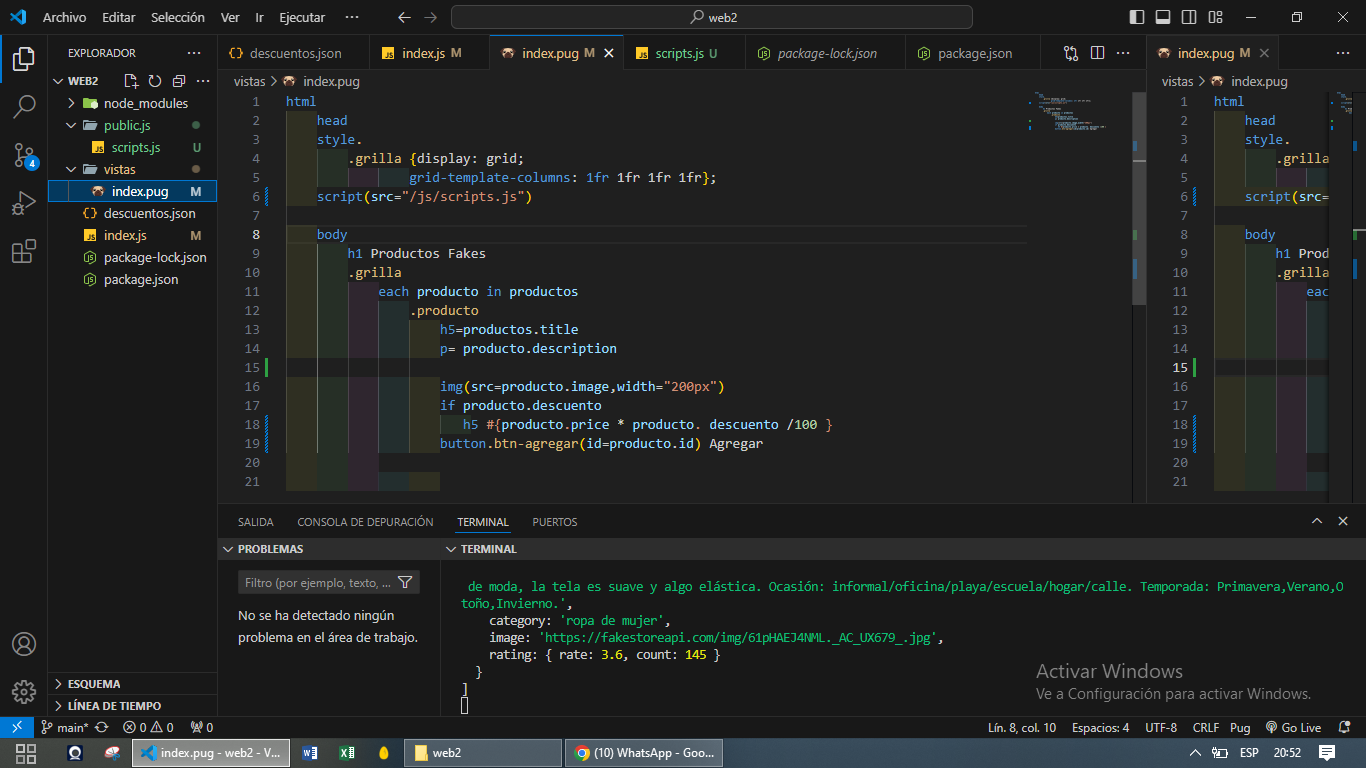 Archivo Editar Selección Ver Ir Ejecutar ··· web2
EXPLORADOR ···
WEB2
node_modules
public.js
scripts.js U
vistas
index.pug M
descuentos.json
index.js M
package-lock.json
package.json
ESQUEMA
LÍNEA DE TIEMPO
4
descuentos.json index.js M index.pug M scripts.js U package-lock.json package.json ···
vistas > index.pug
1 html
2 head
3 style.
4 .grilla {display: grid;
5 grid-template-columns: 1fr 1fr 1fr 1fr};
6 script(src="/js/scripts.js")
7
8 body
9 h1 Productos Fakes
10 .grilla
11 each producto in productos
12 .producto
13 h5=productos.title
14 p= producto.description
15
16 img(src=producto.image,width="200px")
17 if producto.descuento
18 h5 #{producto.price * producto. descuento /100 }
19 button.btn-agregar(id=producto.id) Agregar
20
21
index.pug M ···
vistas > index.pug
1 html
2 head
3 style.
4 .grilla
5
6 script(src=
7
8 body
9 h1 Prod
10 .grilla
11 eac
12
13
14
15
16
17
18
19
20
21
SALIDA CONSOLA DE DEPURACIÓN TERMINAL PUERTOS
PROBLEMAS
Filtro (por ejemplo, texto, ...
No se ha detectado ningún
problema en el área de trabajo.
TERMINAL
de moda, la tela es suave y algo elástica. Ocasión: informal/oficina/playa/escuela/hogar/calle. Temporada: Primavera,Verano,O
toño,Invierno.',
category: 'ropa de mujer',
image: 'https://fakestoreapi.com/img/61pHAEJ4NML._AC_UX679_.jpg',
rating: { rate: 3.6, count: 145 }
}
]
Activar Windows
Ve a Configuración para activar Windows.
main* 0 0 0 Lín. 8, col. 10 Espacios: 4 UTF-8 CRLF Pug Go Live
index.pug - web2 - V... web2 (10) WhatsApp - Goo... ESP 20:52